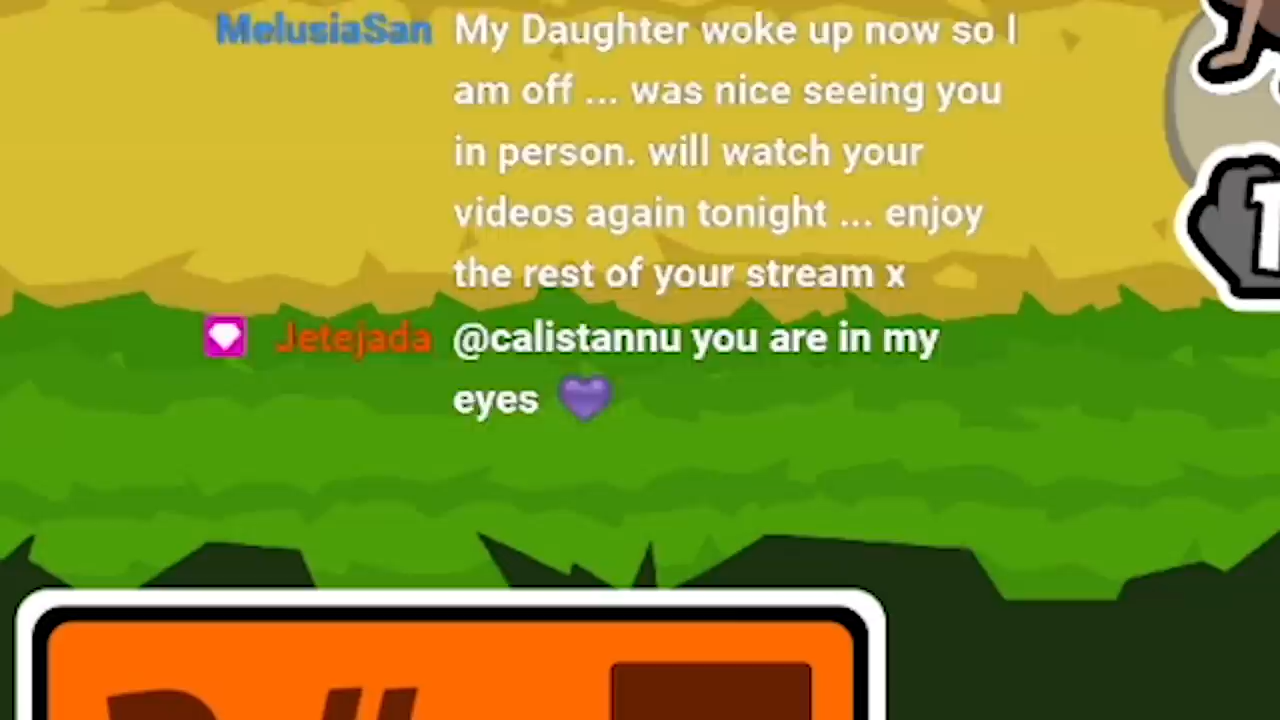 MelusiaSan My Daughter woke up now so I
am off ... was nice seeing you
in person. will watch your
videos again tonight ... enjoy
the rest of your stream x
Jetejada @calistannu you are in my
eyes 💜
1